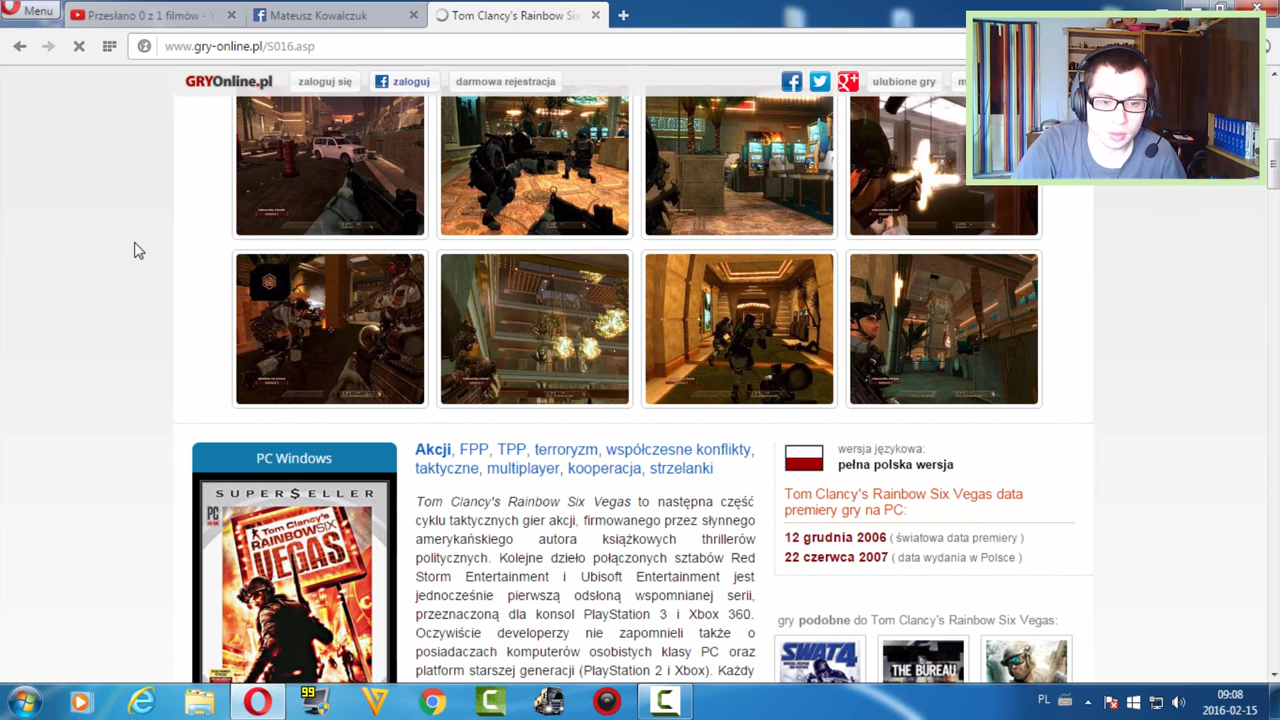 Menu
Przesłano 0 z 1 filmów - Y
Mateusz Kowalczuk
Tom Clancy's Rainbow Six
www.gry-online.pl/S016.asp
GRYOnline.pl
zaloguj się
zaloguj
darmowa rejestracja
ulubione gry
PC Windows
SUPER$ELLER
PC
Tom Clancy's
RAINBOWSIX
VEGAS
Akcji, FPP, TPP, terroryzm, współczesne konflikty,
taktyczne, multiplayer, kooperacja, strzelanki
Tom Clancy's Rainbow Six Vegas to następna część
cyklu taktycznych gier akcji, firmowanego przez słynnego
amerykańskiego autora książkowych thrillerów
politycznych. Kolejne dzieło połączonych sztabów Red
Storm Entertainment i Ubisoft Entertainment jest
jednocześnie pierwszą odsłoną wspomnianej serii,
przeznaczoną dla konsol PlayStation 3 i Xbox 360.
Oczywiście developerzy nie zapomnieli także o
posiadaczach komputerów osobistych klasy PC oraz
platform starszej generacji (PlayStation 2 i Xbox). Każdy
wersja językowa:
pełna polska wersja
Tom Clancy's Rainbow Six Vegas data
premiery gry na PC:
12 grudnia 2006 ( światowa data premiery )
22 czerwca 2007 ( data wydania w Polsce )
gry podobne do Tom Clancy's Rainbow Six Vegas:
SWAT4
THE BUREAU
99
PL
09:08
2016-02-15